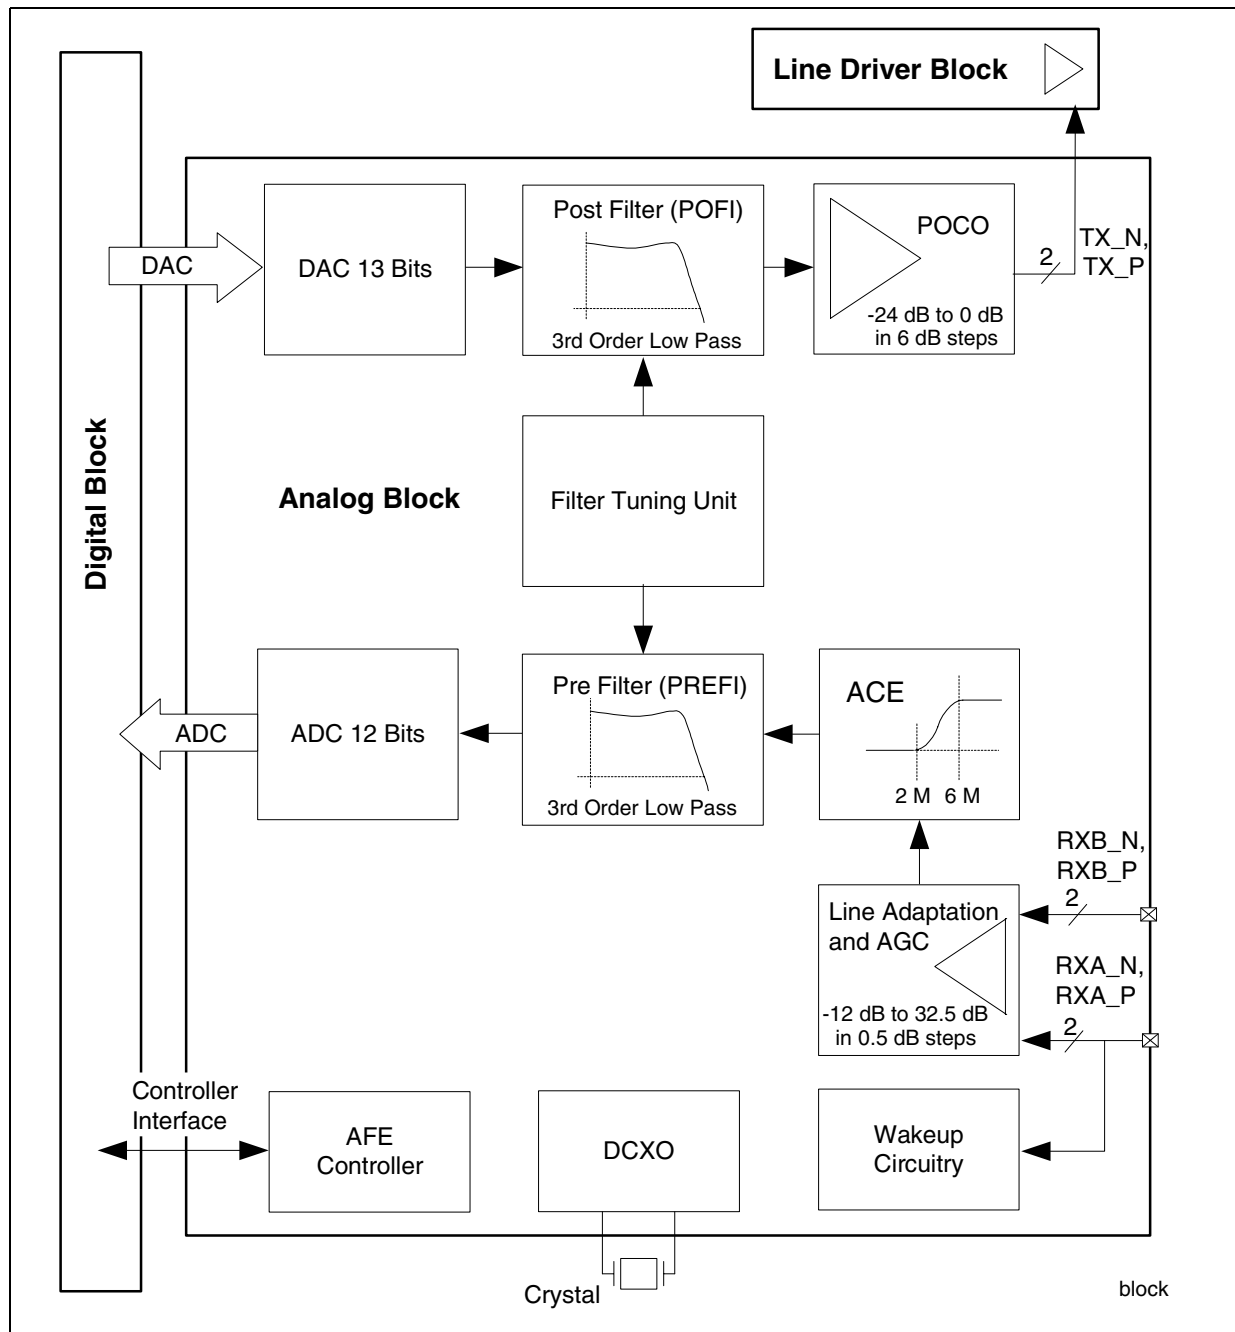 Line Driver Block
Digital Block
DAC
DAC 13 Bits
Post Filter (POFI)
3rd Order Low Pass
POCO
-24 dB to 0 dB
in 6 dB steps
2
TX_N,
TX_P
Analog Block
Filter Tuning Unit
ADC
ADC 12 Bits
Pre Filter (PREFI)
3rd Order Low Pass
ACE
2 M 6 M
RXB_N,
RXB_P
2
Line Adaptation
and AGC
-12 dB to 32.5 dB
in 0.5 dB steps
RXA_N,
RXA_P
2
Controller
Interface
AFE
Controller
DCXO
Wakeup
Circuitry
Crystal
block